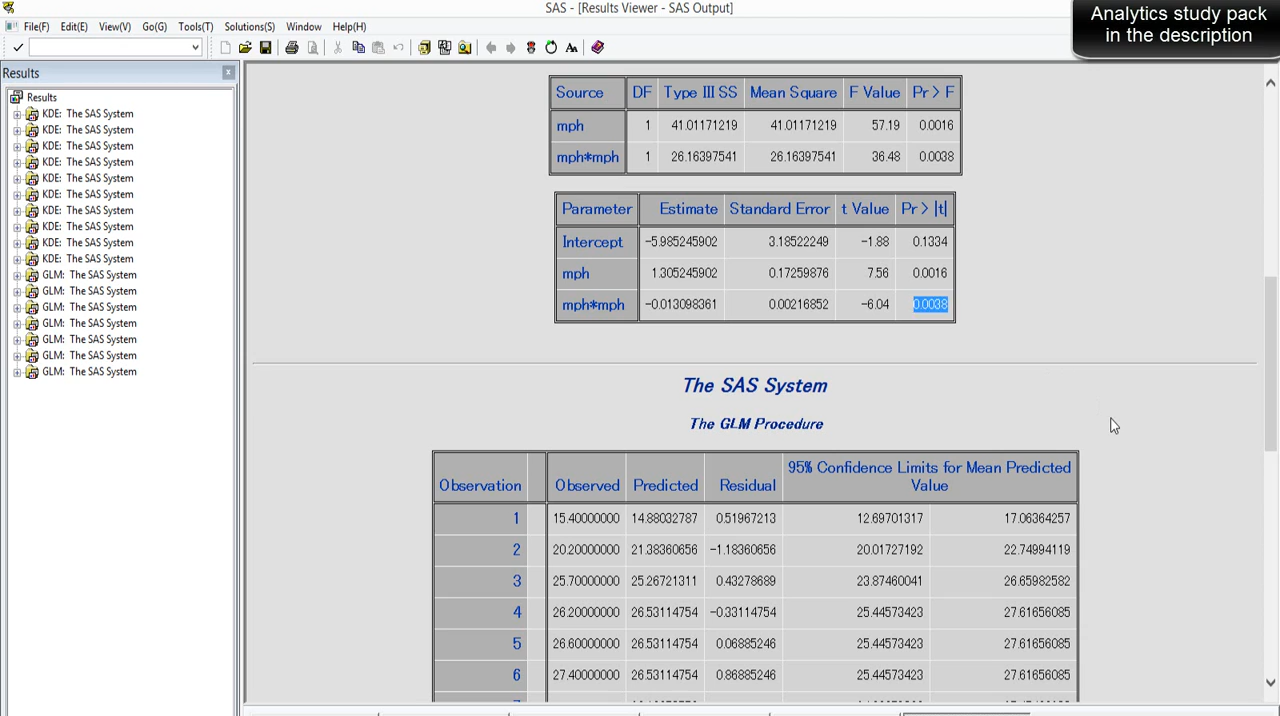 SAS - [Results Viewer - SAS Output]
Analytics study pack
in the description
File(F) Edit(E) View(V) Go(G) Tools(T) Solutions(S) Window Help(H)
Results
Results
KDE: The SAS System
KDE: The SAS System
KDE: The SAS System
KDE: The SAS System
KDE: The SAS System
KDE: The SAS System
KDE: The SAS System
KDE: The SAS System
KDE: The SAS System
KDE: The SAS System
GLM: The SAS System
GLM: The SAS System
GLM: The SAS System
GLM: The SAS System
GLM: The SAS System
GLM: The SAS System
GLM: The SAS System
Source DF Type III SS Mean Square F Value Pr > F
mph 1 41.01171219 41.01171219 57.19 0.0016
mph*mph 1 26.16397541 26.16397541 36.48 0.0038
Parameter Estimate Standard Error t Value Pr > |t|
Intercept -5.985245902 3.18522249 -1.88 0.1334
mph 1.305245902 0.17259876 7.56 0.0016
mph*mph -0.013098361 0.00216852 -6.04 0.0038
The SAS System
The GLM Procedure
Observation Observed Predicted Residual 95% Confidence Limits for Mean Predicted
Value
1 15.40000000 14.88032787 0.51967213 12.69701317 17.06364257
2 20.20000000 21.38360656 -1.18360656 20.01727192 22.74994119
3 25.70000000 25.26721311 0.43278689 23.87460041 26.65982582
4 26.20000000 26.53114754 -0.33114754 25.44573423 27.61656085
5 26.60000000 26.53114754 0.06885246 25.44573423 27.61656085
6 27.40000000 26.53114754 0.86885246 25.44573423 27.61656085